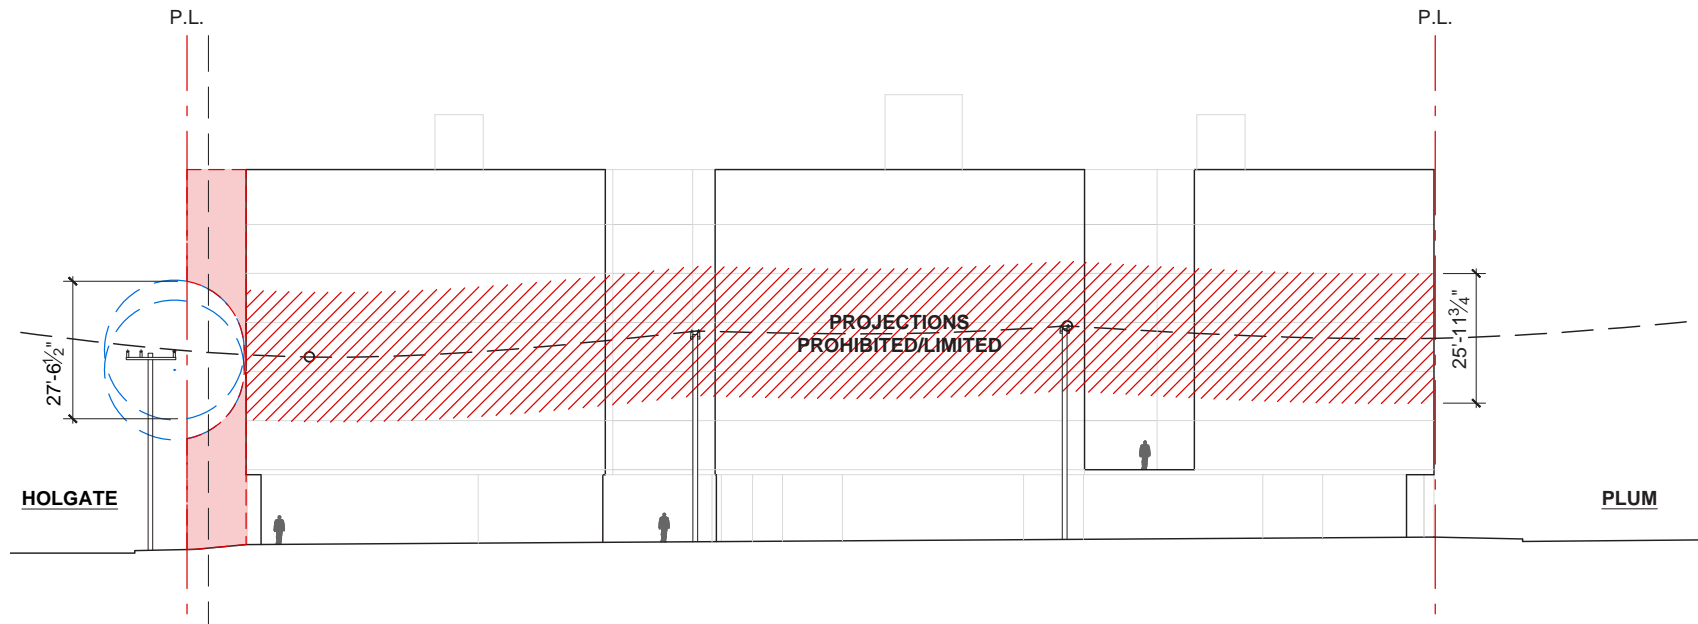 P.L.
P.L.
PROJECTIONS
PROHIBITED/LIMITED
27'-6½"
25'-11¾"
HOLGATE
PLUM